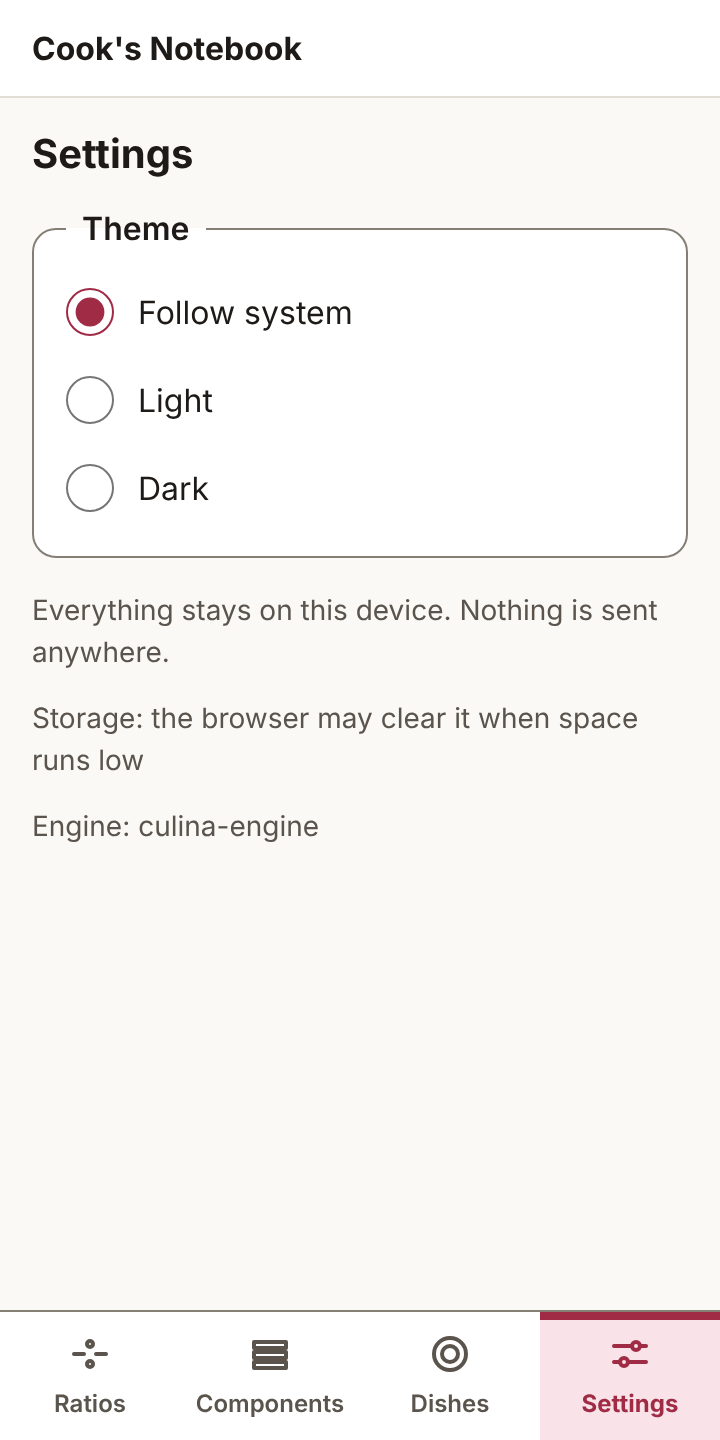 Cook's Notebook
Settings
Theme
Follow system
Light
Dark
Everything stays on this device. Nothing is sent
anywhere.
Storage: the browser may clear it when space
runs low
Engine: culina-engine
Ratios
Components
Dishes
Settings